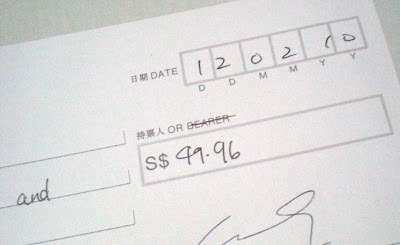 日期 DATE 1 2 0 2 1 0
D D M M Y Y
持票人 OR BEARER
S$ 49.96
and